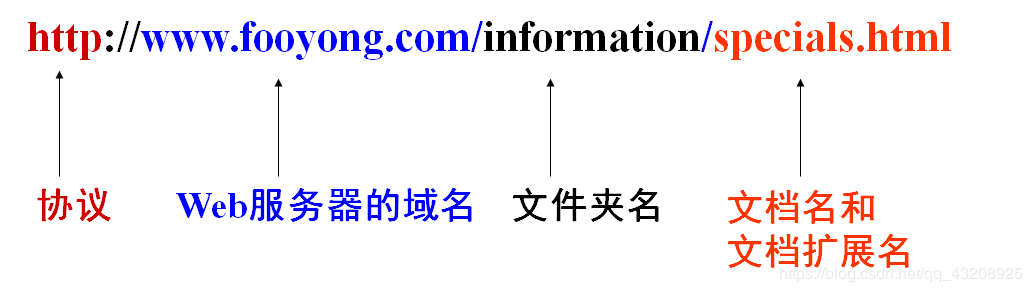 http://www.fooyong.com/information/specials.html
协议
Web服务器的域名
文件夹名
文档名和
文档扩展名
https://blog.csdn.net/qq_43208925